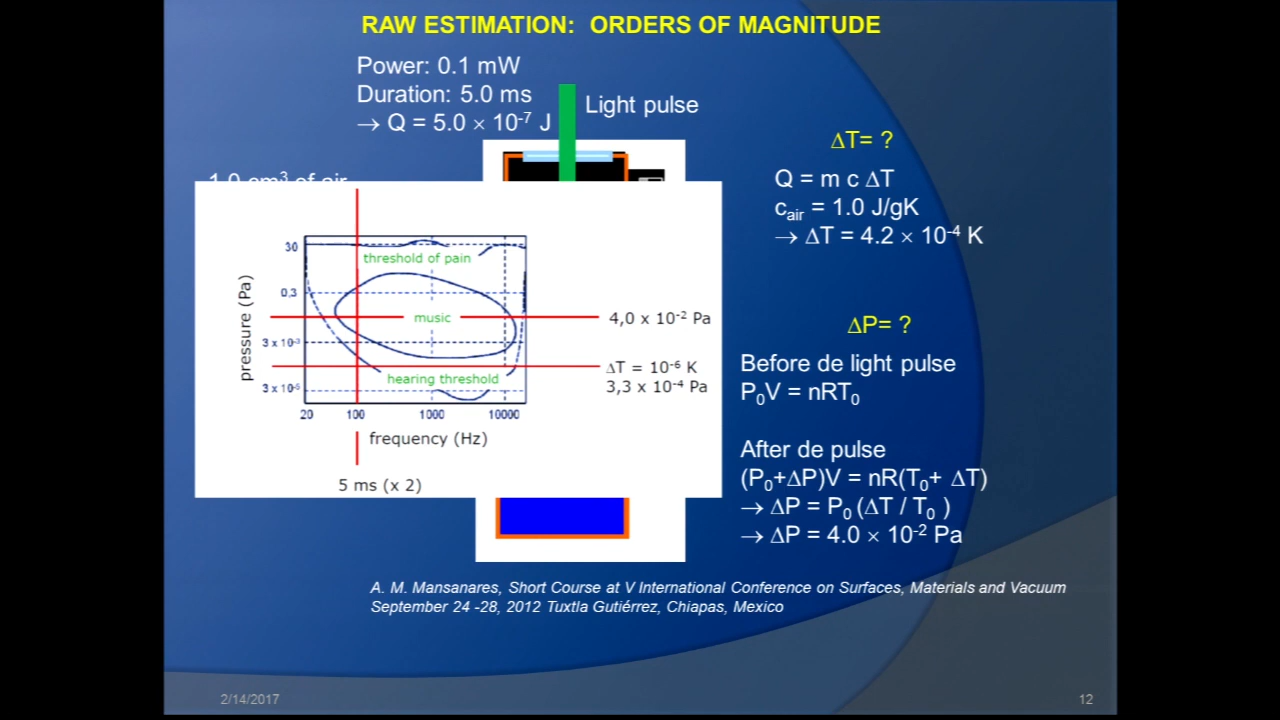 RAW ESTIMATION: ORDERS OF MAGNITUDE
Power: 0.1 mW
Duration: 5.0 ms
→ Q = 5.0 × 10⁻⁷ J
Light pulse
1.0 cm³ of air
ΔT= ?
Q = m c ΔT
c_air = 1.0 J/gK
→ ΔT = 4.2 × 10⁻⁴ K
ΔP= ?
Before de light pulse
P₀V = nRT₀
After de pulse
(P₀+ΔP)V = nR(T₀+ ΔT)
→ ΔP = P₀ (ΔT / T₀ )
→ ΔP = 4.0 × 10⁻² Pa
pressure (Pa)
30
0,3
3 x 10⁻³
3 x 10⁻⁵
threshold of pain
music
hearing threshold
4,0 x 10⁻² Pa
ΔT = 10⁻⁶ K
3,3 x 10⁻⁴ Pa
20 100 1000 10000
frequency (Hz)
5 ms (x 2)
A. M. Mansanares, Short Course at V International Conference on Surfaces, Materials and Vacuum
September 24 -28, 2012 Tuxtla Gutiérrez, Chiapas, Mexico
2/14/2017
12